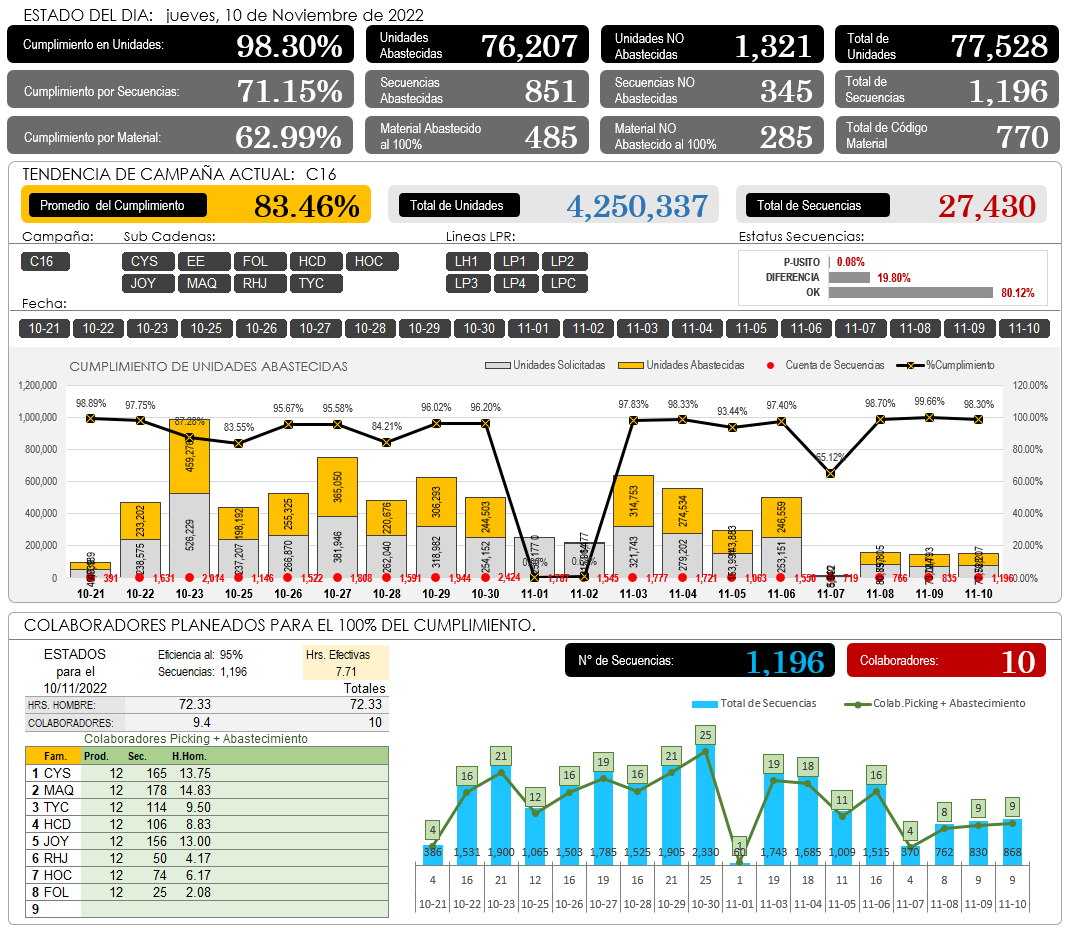 ESTADO DEL DIA: jueves, 10 de Noviembre de 2022
Cumplimiento en Unidades: 98.30%
Unidades Abastecidas 76,207
Unidades NO Abastecidas 1,321
Total de Unidades 77,528
Cumplimiento por Secuencias: 71.15%
Secuencias Abastecidas 851
Secuencias NO Abastecidas 345
Total de Secuencias 1,196
Cumplimiento por Material: 62.99%
Material Abastecido al 100% 485
Material NO Abastecido al 100% 285
Total de Código Material 770
TENDENCIA DE CAMPAÑA ACTUAL: C16
Promedio del Cumplimiento 83.46%
Total de Unidades 4,250,337
Total de Secuencias 27,430
Campaña: Sub Cadenas: Lineas LPR: Estatus Secuencias:
C16 CYS EE FOL HCD HOC LH1 LP1 LP2
JOY MAQ RHJ TYC LP3 LP4 LPC
P-USITO 0.08%
DIFERENCIA 19.80%
OK 80.12%
Fecha:
10-21 10-22 10-23 10-25 10-26 10-27 10-28 10-29 10-30 11-01 11-02 11-03 11-04 11-05 11-06 11-07 11-08 11-09 11-10
CUMPLIMIENTO DE UNIDADES ABASTECIDAS
Unidades Solicitadas Unidades Abastecidas Cuenta de Secuencias %Cumplimiento
1,200,000 1,000,000 800,000 600,000 400,000 200,000 0
120.00% 100.00% 80.00% 60.00% 40.00% 20.00% 0.00%
98.89% 97.75% 87.28% 83.55% 95.67% 95.58% 84.21% 96.02% 96.20% 97.83% 98.33% 93.44% 97.40% 65.12% 98.70% 99.66% 98.30%
233,202 459,276 198,192 255,325 365,050 220,676 306,293 244,503 314,753 274,534 143,883 246,559
238,575 526,229 237,207 266,870 381,946 262,040 318,982 254,152 321,743 279,202 253,151
391 1,631 2,014 1,146 1,522 1,808 1,591 1,944 2,424 1,545 1,777 1,721 1,063 719 766 835 1,196
10-21 10-22 10-23 10-25 10-26 10-27 10-28 10-29 10-30 11-01 11-02 11-03 11-04 11-05 11-06 11-07 11-08 11-09 11-10
COLABORADORES PLANEADOS PARA EL 100% DEL CUMPLIMIENTO.
ESTADOS para el 10/11/2022
Eficiencia al: 95%
Secuencias: 1,196
Hrs. Efectivas
7.71
Totales
HRS. HOMBRE: 72.33 72.33
COLABORADORES: 9.4 10
Colaboradores Picking + Abastecimiento
Fam. Prod. Sec. H.Hom.
1 CYS 12 165 13.75
2 MAQ 12 178 14.83
3 TYC 12 114 9.50
4 HCD 12 106 8.83
5 JOY 12 156 13.00
6 RHJ 12 50 4.17
7 HOC 12 74 6.17
8 FOL 12 25 2.08
9
N° de Secuencias: 1,196
Colaboradores: 10
Total de Secuencias Colab.Picking + Abastecimiento
4 16 21 12 16 19 16 21 25 1 19 18 11 16 4 8 9 9
386 1,531 1,900 1,065 1,503 1,785 1,525 1,905 2,330 60 1,743 1,685 1,009 1,515 370 762 830 868
4 16 21 12 16 19 16 21 25 1 19 18 11 16 4 8 9 9
10-21 10-22 10-23 10-25 10-26 10-27 10-28 10-29 10-30 11-01 11-03 11-04 11-05 11-06 11-07 11-08 11-09 11-10